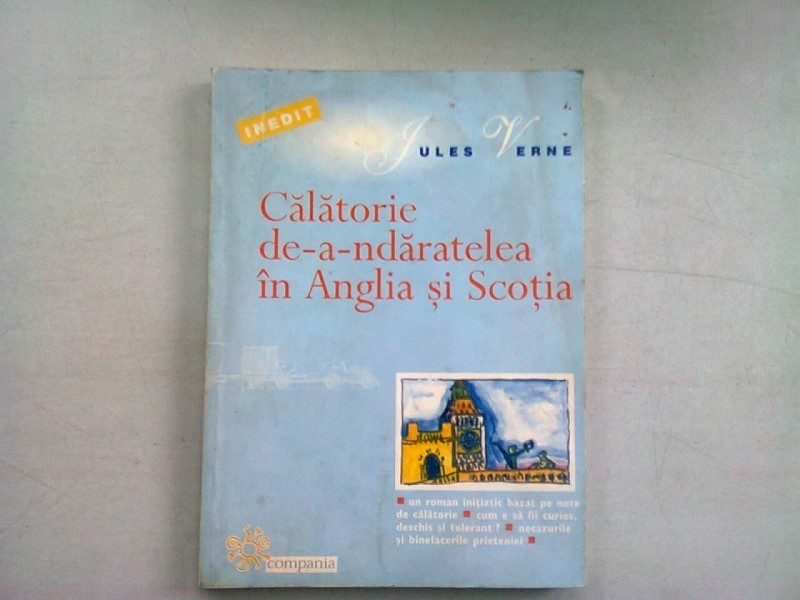 INEDIT
JULES VERNE
Călătorie
de-a-ndăratelea
în Anglia și Scoția
■ un roman inițiatic bazat pe note
de călătorie ■ cum e să fii curios,
deschis și tolerant? ■ necazurile
și binefacerile prieteniei ■
compania